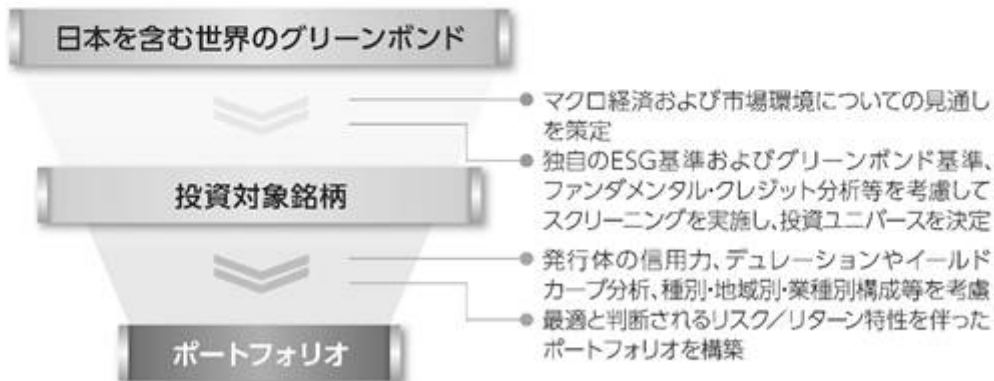 日本を含む世界のグリーンボンド
● マクロ経済および市場環境についての見通し
を策定
● 独自のESG基準およびグリーンボンド基準、
ファンダメンタル・クレジット分析等を考慮して
スクリーニングを実施し、投資ユニバースを決定
投資対象銘柄
● 発行体の信用力、デュレーションやイールド
カーブ分析、種別・地域別・業種別構成等を考慮
● 最適と判断されるリスク／リターン特性を伴った
ポートフォリオを構築
ポートフォリオ